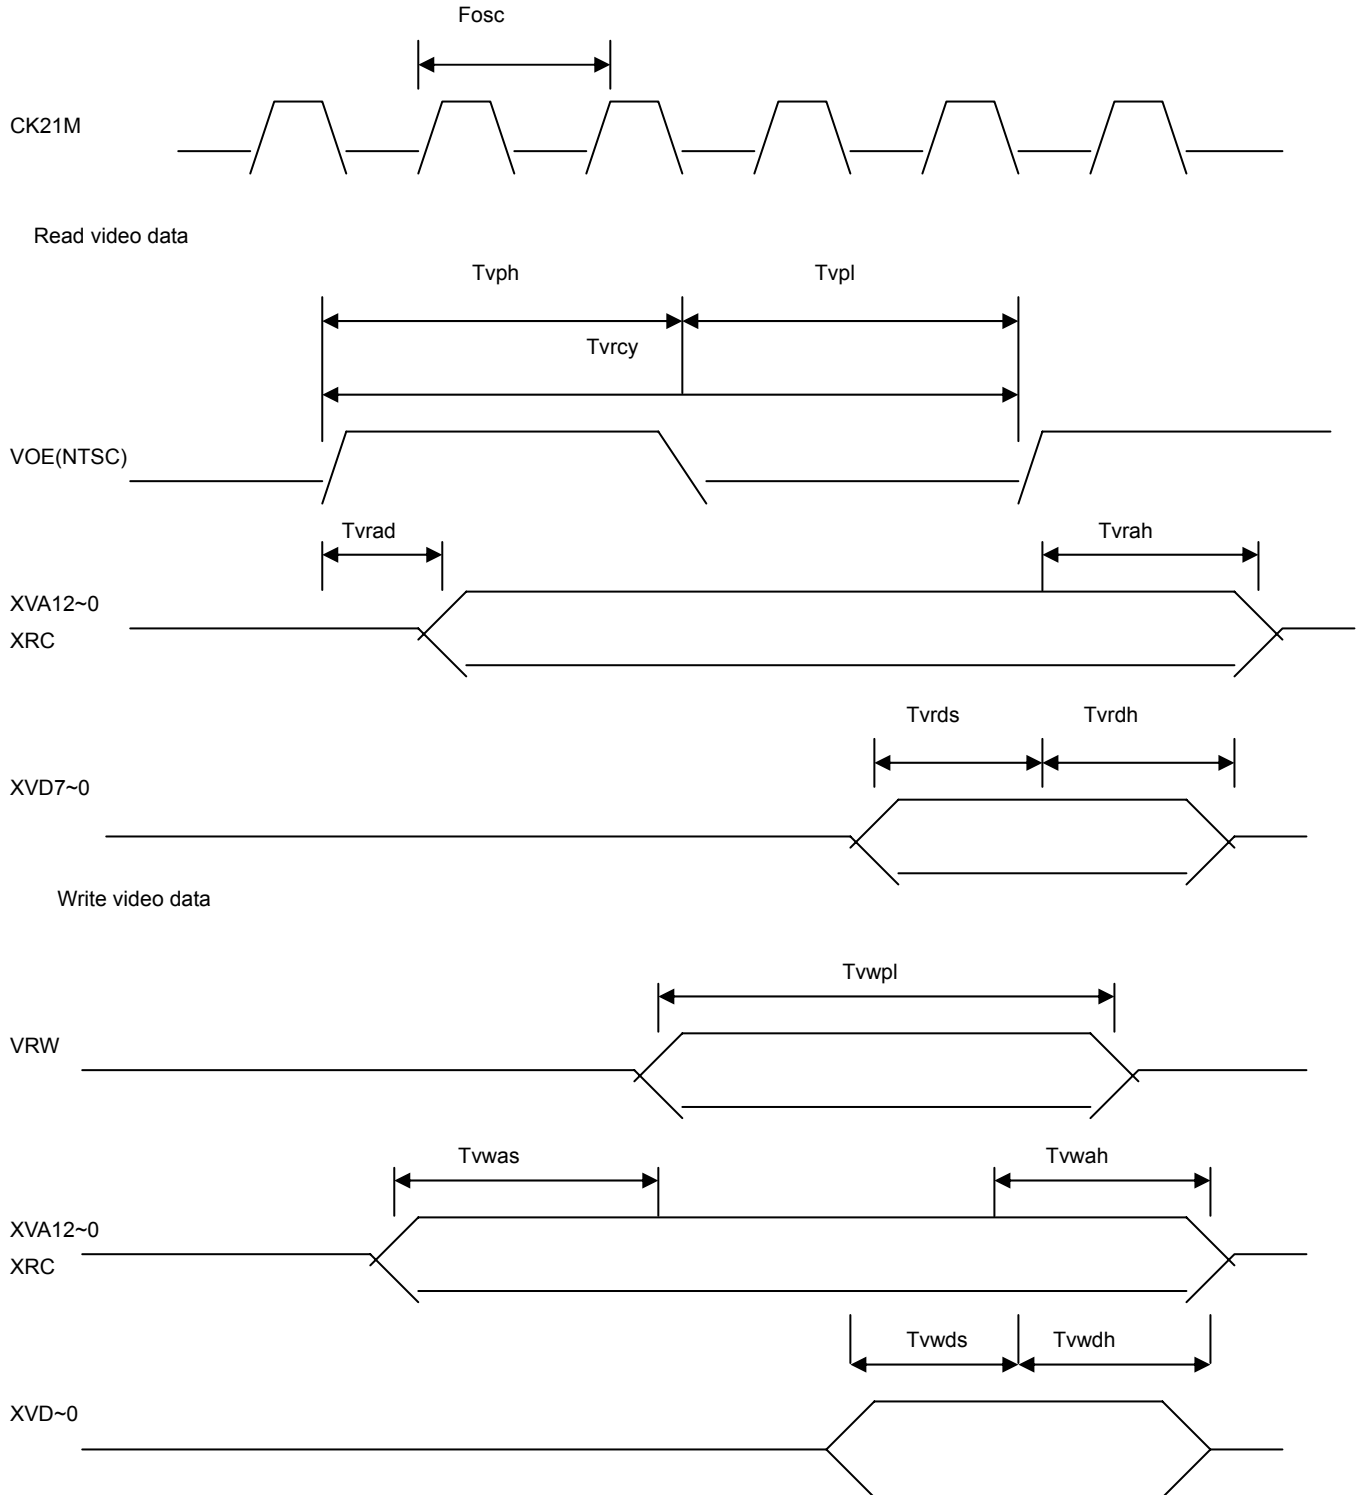 Fosc
CK21M
Read video data
Tvph Tvpl
Tvrcy
VOE(NTSC)
Tvrad Tvrah
XVA12~0
XRC
Tvrds Tvrdh
XVD7~0
Write video data
Tvwpl
VRW
Tvwas Tvwah
XVA12~0
XRC
Tvwds Tvwdh
XVD~0